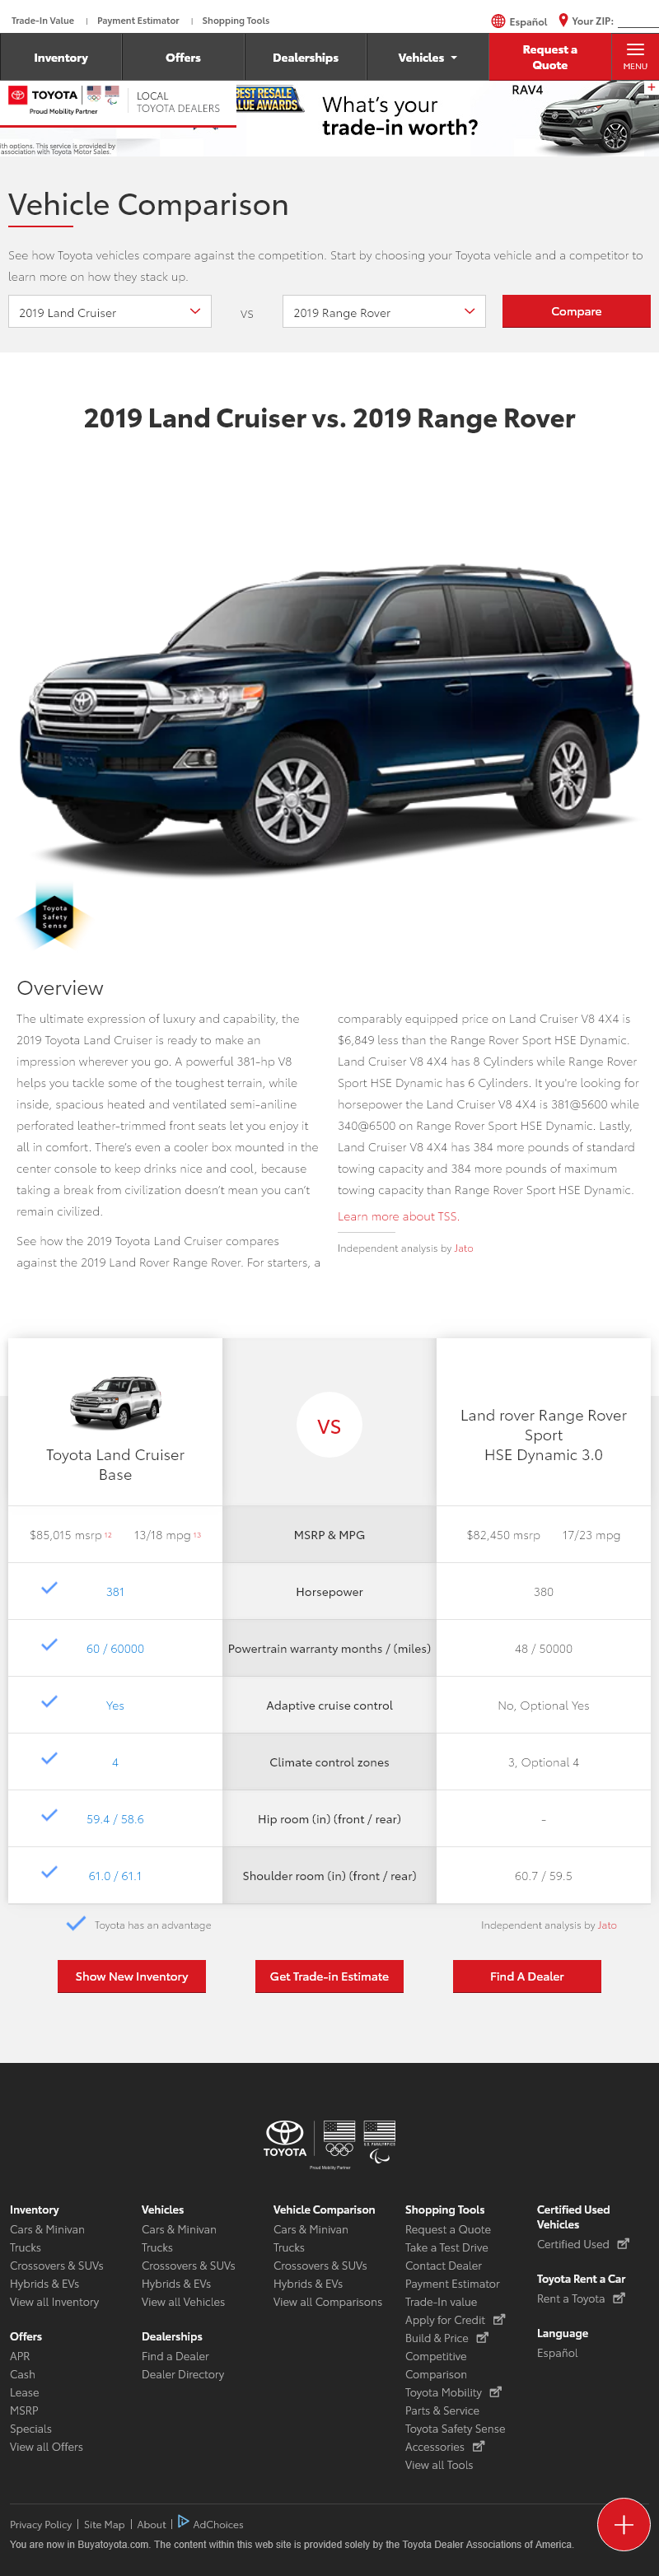 Trade-In Value | Payment Estimator | Shopping Tools
Español
Your ZIP:
Inventory
Offers
Dealerships
Vehicles
Request a
Quote
MENU
TOYOTA
Proud Mobility Partner
LOCAL
TOYOTA DEALERS
BEST RESALE
VALUE AWARDS
What's your
trade-in worth?
RAV4
ith options. This service is provided by
association with Toyota Motor Sales.
Vehicle Comparison
See how Toyota vehicles compare against the competition. Start by choosing your Toyota vehicle and a competitor to
learn more on how they stack up.
2019 Land Cruiser
VS
2019 Range Rover
Compare
2019 Land Cruiser vs. 2019 Range Rover
Toyota
Safety
Sense
Overview
The ultimate expression of luxury and capability, the
2019 Toyota Land Cruiser is ready to make an
impression wherever you go. A powerful 381-hp V8
helps you tackle some of the toughest terrain, while
inside, spacious heated and ventilated semi-aniline
perforated leather-trimmed front seats let you enjoy it
all in comfort. There's even a cooler box mounted in the
center console to keep drinks nice and cool, because
taking a break from civilization doesn't mean you can't
remain civilized.
See how the 2019 Toyota Land Cruiser compares
against the 2019 Land Rover Range Rover. For starters, a
comparably equipped price on Land Cruiser V8 4X4 is
$6,849 less than the Range Rover Sport HSE Dynamic.
Land Cruiser V8 4X4 has 8 Cylinders while Range Rover
Sport HSE Dynamic has 6 Cylinders. It you're looking for
horsepower the Land Cruiser V8 4X4 is 381@5600 while
340@6500 on Range Rover Sport HSE Dynamic. Lastly,
Land Cruiser V8 4X4 has 384 more pounds of standard
towing capacity and 384 more pounds of maximum
towing capacity than Range Rover Sport HSE Dynamic.
Learn more about TSS.
Independent analysis by Jato
Toyota Land Cruiser
Base
VS
Land rover Range Rover
Sport
HSE Dynamic 3.0
$85,015 msrp 12 13/18 mpg 13
MSRP & MPG
$82,450 msrp 17/23 mpg
381
Horsepower
380
60 / 60000
Powertrain warranty months / (miles)
48 / 50000
Yes
Adaptive cruise control
No, Optional Yes
4
Climate control zones
3, Optional 4
59.4 / 58.6
Hip room (in) (front / rear)
-
61.0 / 61.1
Shoulder room (in) (front / rear)
60.7 / 59.5
Toyota has an advantage
Independent analysis by Jato
Show New Inventory
Get Trade-in Estimate
Find A Dealer
TOYOTA
U.S. PARALYMPICS
Proud Mobility Partner
Inventory
Cars & Minivan
Trucks
Crossovers & SUVs
Hybrids & EVs
View all Inventory
Offers
APR
Cash
Lease
MSRP
Specials
View all Offers
Vehicles
Cars & Minivan
Trucks
Crossovers & SUVs
Hybrids & EVs
View all Vehicles
Dealerships
Find a Dealer
Dealer Directory
Vehicle Comparison
Cars & Minivan
Trucks
Crossovers & SUVs
Hybrids & EVs
View all Comparisons
Shopping Tools
Request a Quote
Take a Test Drive
Contact Dealer
Payment Estimator
Trade-In value
Apply for Credit
Build & Price
Competitive
Comparison
Toyota Mobility
Parts & Service
Toyota Safety Sense
Accessories
View all Tools
Certified Used
Vehicles
Certified Used
Toyota Rent a Car
Rent a Toyota
Language
Español
Privacy Policy | Site Map | About | AdChoices
You are now in Buyatoyota.com. The content within this web site is provided solely by the Toyota Dealer Associations of America.